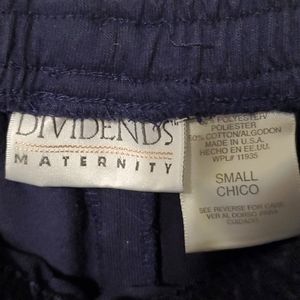 DIVIDENDS
MATERNITY
POLYESTER/
POLIESTER
50% COTTON/ALGODON
MADE IN U.S.A.
HECHO EN EE.UU.
WPL# 11935
SMALL
CHICO
SEE REVERSE FOR CARE
VER AL DORSO PARA
CUIDADO